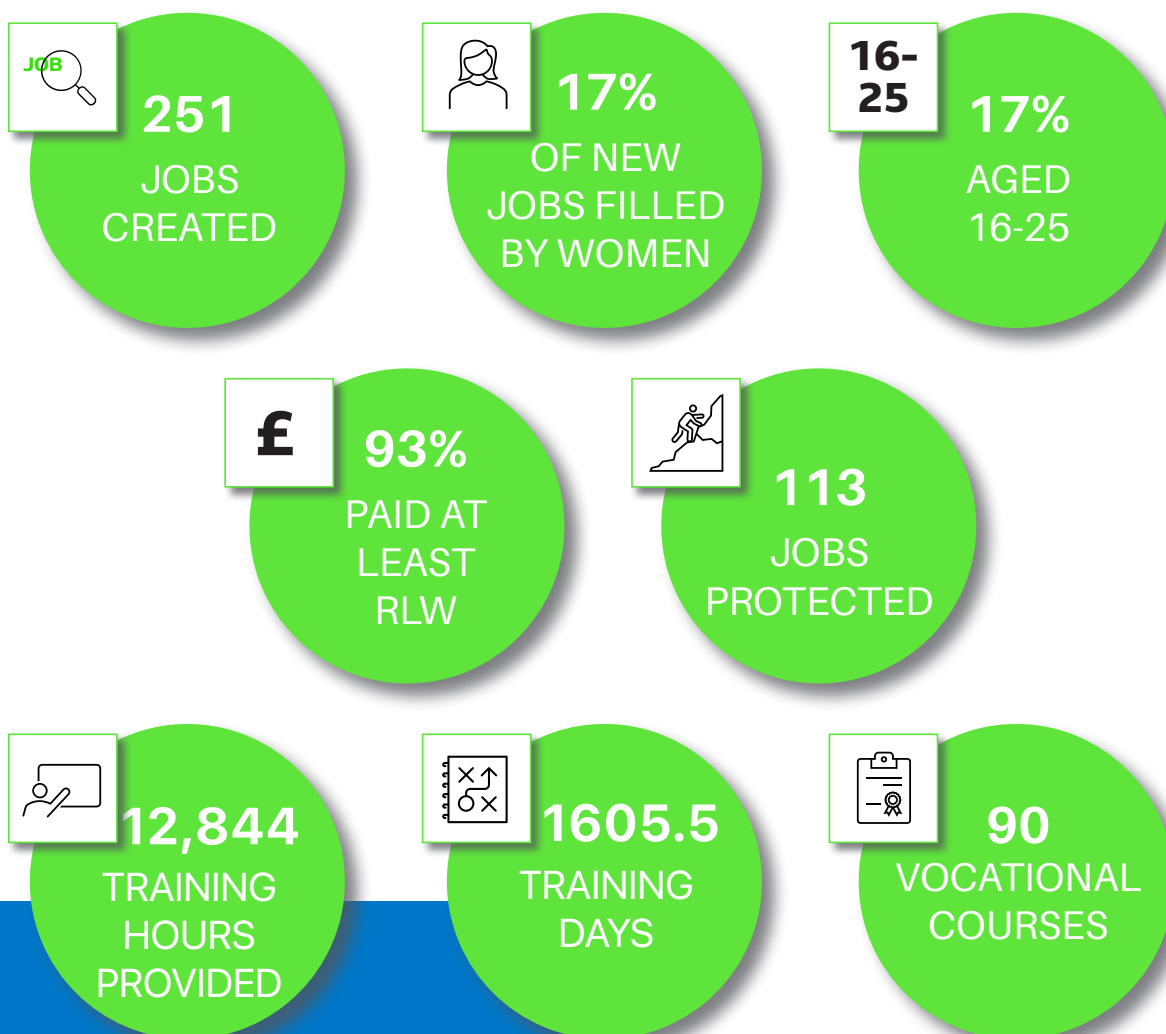 JOB
251
JOBS
CREATED
17%
OF NEW
JOBS FILLED
BY WOMEN
16-
25
17%
AGED
16-25
£
93%
PAID AT
LEAST
RLW
113
JOBS
PROTECTED
12,844
TRAINING
HOURS
PROVIDED
1605.5
TRAINING
DAYS
90
VOCATIONAL
COURSES